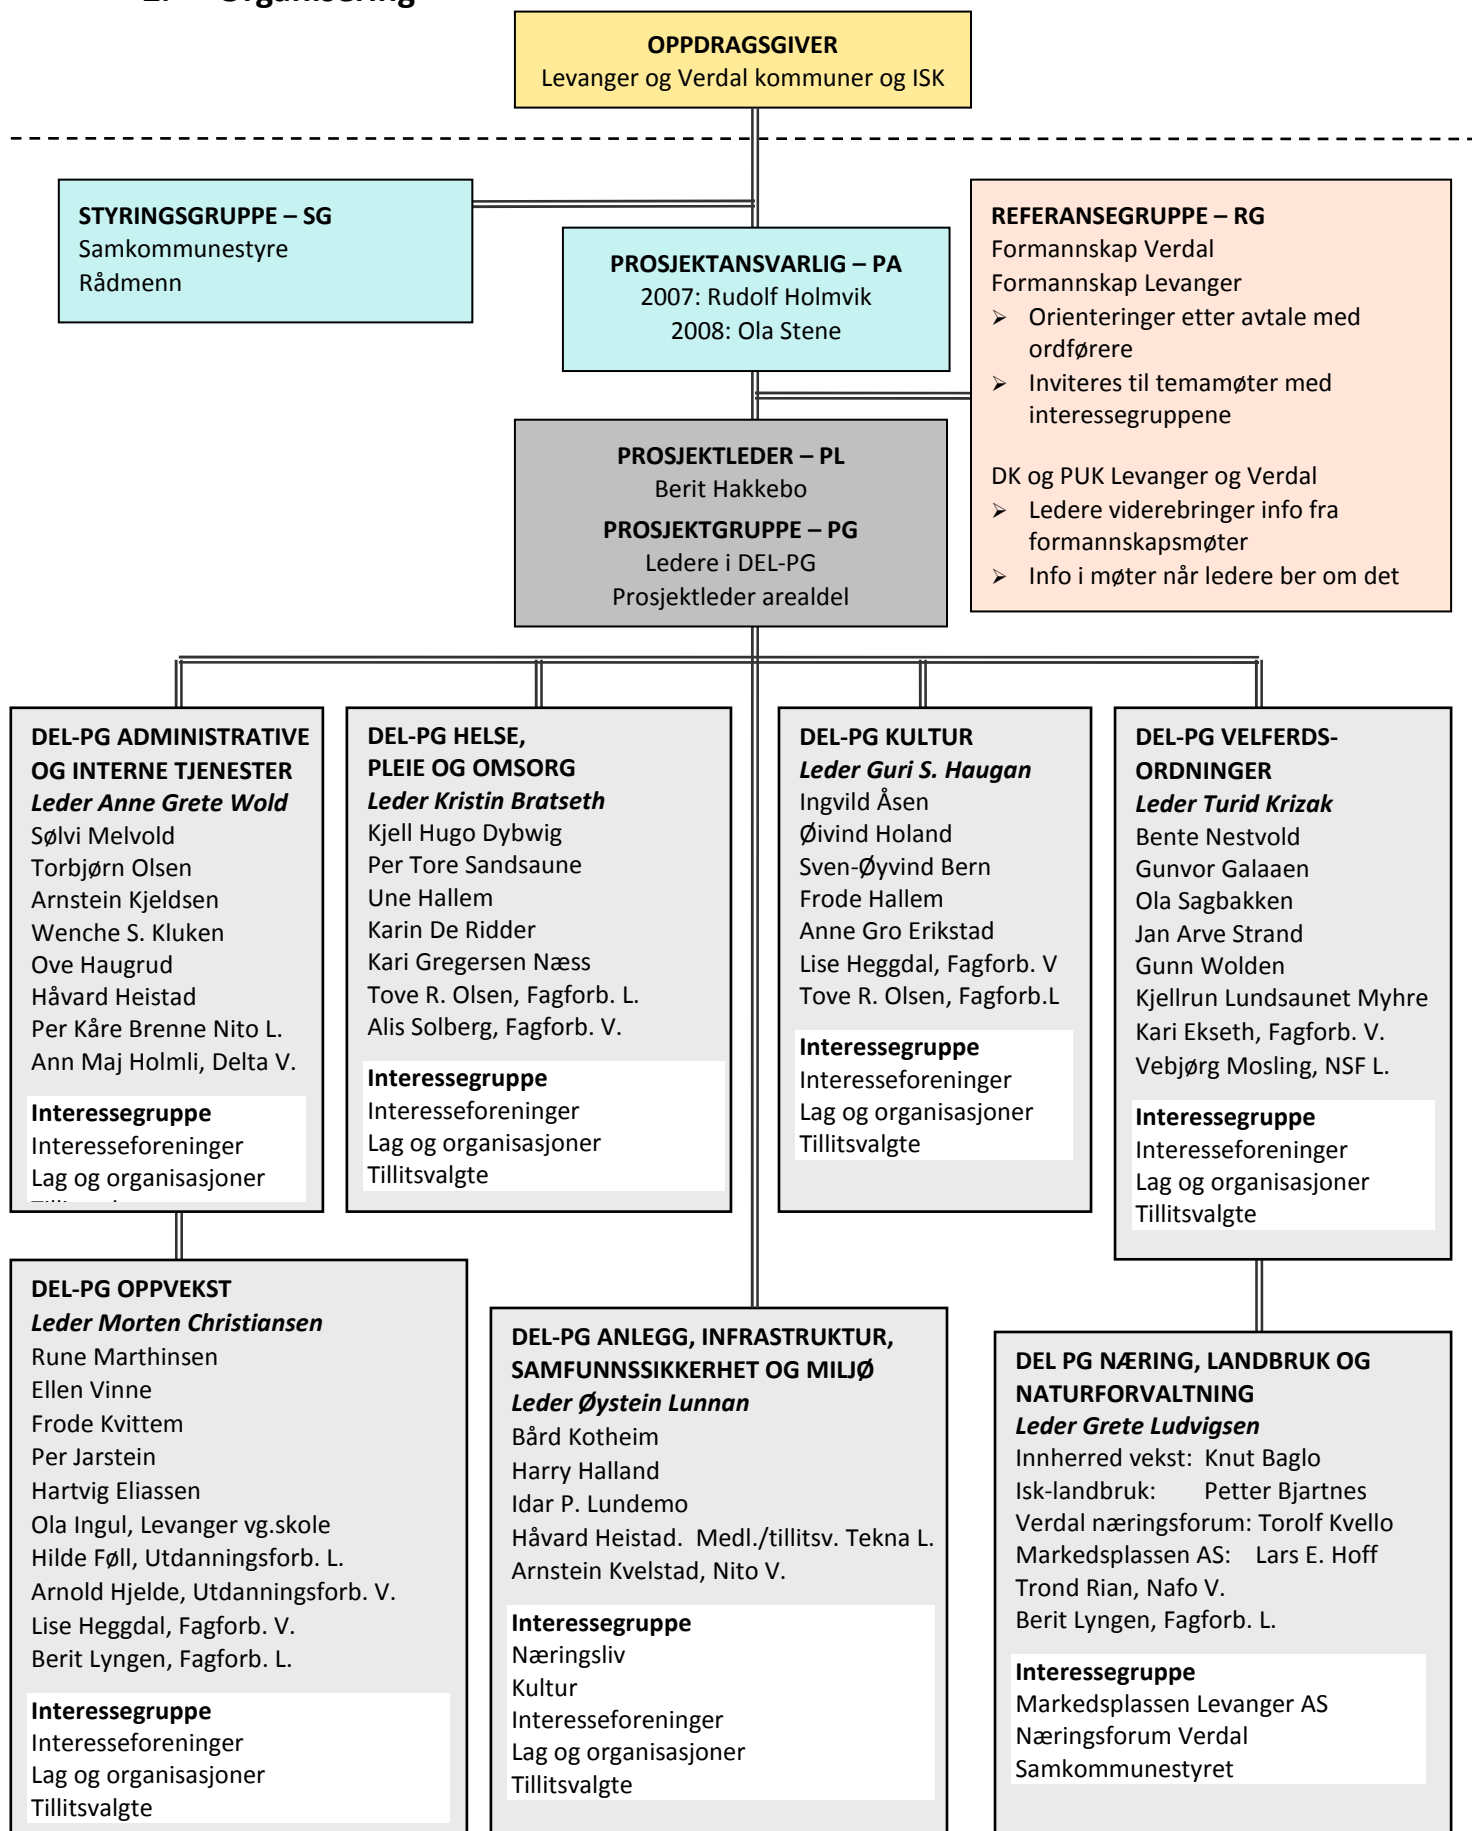 OPPDRAGSGIVER
Levanger og Verdal kommuner og ISK
STYRINGSGRUPPE – SG
Samkommunestyre
Rådmenn
PROSJEKTANSVARLIG – PA
2007: Rudolf Holmvik
2008: Ola Stene
REFERANSEGRUPPE – RG
Formannskap Verdal
Formannskap Levanger
➢ Orienteringer etter avtale med
ordførere
➢ Inviteres til temamøter med
interessegruppene
DK og PUK Levanger og Verdal
➢ Ledere viderebringer info fra
formannskapsmøter
➢ Info i møter når ledere ber om det
PROSJEKTLEDER – PL
Berit Hakkebo
PROSJEKTGRUPPE – PG
Ledere i DEL-PG
Prosjektleder arealdel
DEL-PG ADMINISTRATIVE
OG INTERNE TJENESTER
Leder Anne Grete Wold
Sølvi Melvold
Torbjørn Olsen
Arnstein Kjeldsen
Wenche S. Kluken
Ove Haugrud
Håvard Heistad
Per Kåre Brenne Nito L.
Ann Maj Holmli, Delta V.
Interessegruppe
Interesseforeninger
Lag og organisasjoner
DEL-PG HELSE,
PLEIE OG OMSORG
Leder Kristin Bratseth
Kjell Hugo Dybwig
Per Tore Sandsaune
Une Hallem
Karin De Ridder
Kari Gregersen Næss
Tove R. Olsen, Fagforb. L.
Alis Solberg, Fagforb. V.
Interessegruppe
Interesseforeninger
Lag og organisasjoner
Tillitsvalgte
DEL-PG KULTUR
Leder Guri S. Haugan
Ingvild Åsen
Øivind Holand
Sven-Øyvind Bern
Frode Hallem
Anne Gro Erikstad
Lise Heggdal, Fagforb. V
Tove R. Olsen, Fagforb.L
Interessegruppe
Interesseforeninger
Lag og organisasjoner
Tillitsvalgte
DEL-PG VELFERDS-
ORDNINGER
Leder Turid Krizak
Bente Nestvold
Gunvor Galaaen
Ola Sagbakken
Jan Arve Strand
Gunn Wolden
Kjellrun Lundsaunet Myhre
Kari Ekseth, Fagforb. V.
Vebjørg Mosling, NSF L.
Interessegruppe
Interesseforeninger
Lag og organisasjoner
Tillitsvalgte
DEL-PG OPPVEKST
Leder Morten Christiansen
Rune Marthinsen
Ellen Vinne
Frode Kvittem
Per Jarstein
Hartvig Eliassen
Ola Ingul, Levanger vg.skole
Hilde Føll, Utdanningsforb. L.
Arnold Hjelde, Utdanningsforb. V.
Lise Heggdal, Fagforb. V.
Berit Lyngen, Fagforb. L.
Interessegruppe
Interesseforeninger
Lag og organisasjoner
Tillitsvalgte
DEL-PG ANLEGG, INFRASTRUKTUR,
SAMFUNNSSIKKERHET OG MILJØ
Leder Øystein Lunnan
Bård Kotheim
Harry Halland
Idar P. Lundemo
Håvard Heistad. Medl./tillitsv. Tekna L.
Arnstein Kvelstad, Nito V.
Interessegruppe
Næringsliv
Kultur
Interesseforeninger
Lag og organisasjoner
Tillitsvalgte
DEL PG NÆRING, LANDBRUK OG
NATURFORVALTNING
Leder Grete Ludvigsen
Innherred vekst: Knut Baglo
Isk-landbruk: Petter Bjartnes
Verdal næringsforum: Torolf Kvello
Markedsplassen AS: Lars E. Hoff
Trond Rian, Nafo V.
Berit Lyngen, Fagforb. L.
Interessegruppe
Markedsplassen Levanger AS
Næringsforum Verdal
Samkommunestyret